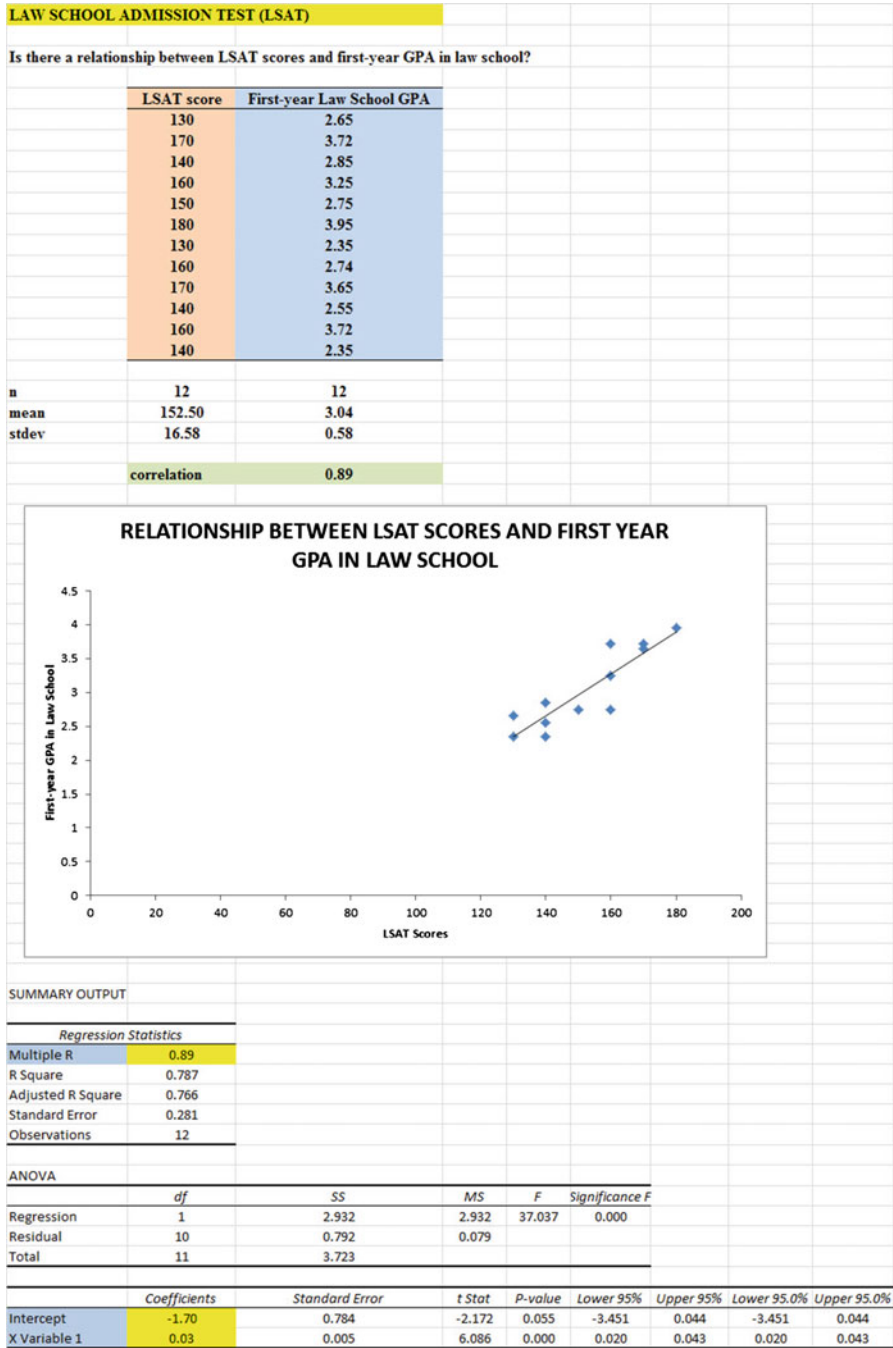 LAW SCHOOL ADMISSION TEST (LSAT)
Is there a relationship between LSAT scores and first-year GPA in law school?
LSAT score First-year Law School GPA
130 2.65
170 3.72
140 2.85
160 3.25
150 2.75
180 3.95
130 2.35
160 2.74
170 3.65
140 2.55
160 3.72
140 2.35
n 12 12
mean 152.50 3.04
stdev 16.58 0.58
correlation 0.89
RELATIONSHIP BETWEEN LSAT SCORES AND FIRST YEAR
GPA IN LAW SCHOOL
First-year GPA in Law School
4.5
4
3.5
3
2.5
2
1.5
1
0.5
0
0 20 40 60 80 100 120 140 160 180 200
LSAT Scores
SUMMARY OUTPUT
Regression Statistics
Multiple R 0.89
R Square 0.787
Adjusted R Square 0.766
Standard Error 0.281
Observations 12
ANOVA
df SS MS F Significance F
Regression 1 2.932 2.932 37.037 0.000
Residual 10 0.792 0.079
Total 11 3.723
Coefficients Standard Error t Stat P-value Lower 95% Upper 95% Lower 95.0% Upper 95.0%
Intercept -1.70 0.784 -2.172 0.055 -3.451 0.044 -3.451 0.044
X Variable 1 0.03 0.005 6.086 0.000 0.020 0.043 0.020 0.043